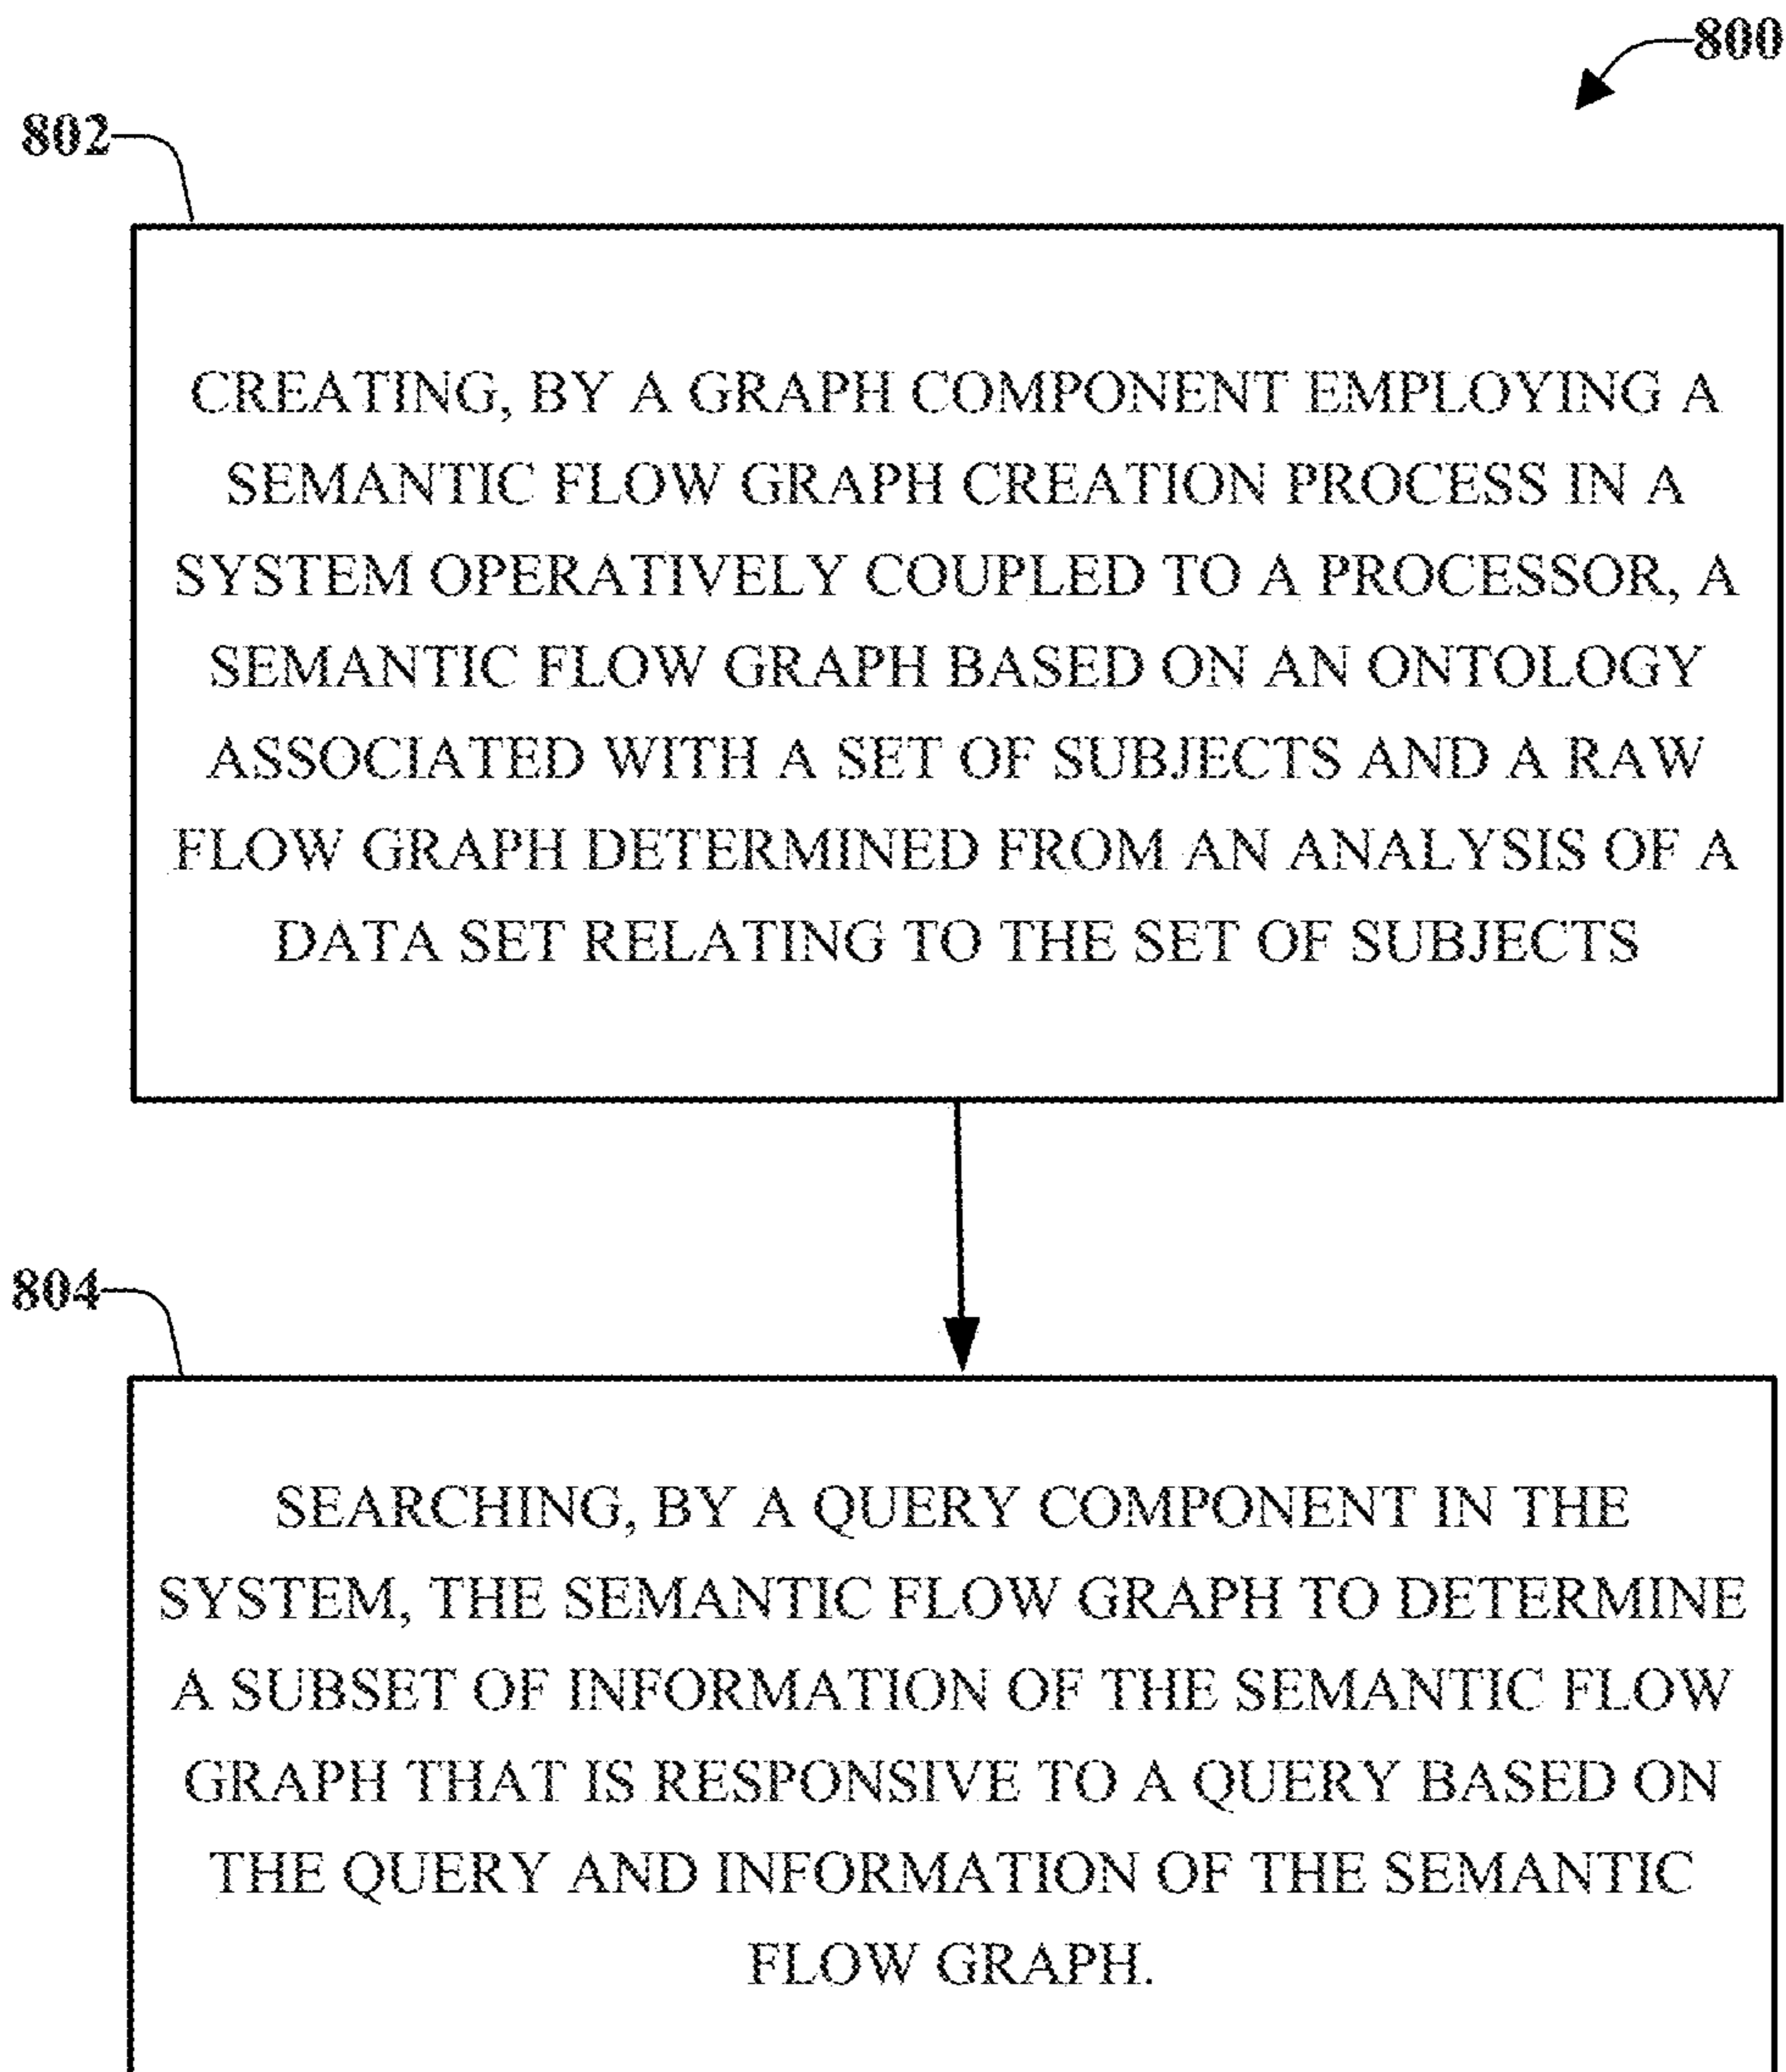 800
802
CREATING, BY A GRAPH COMPONENT EMPLOYING A
SEMANTIC FLOW GRAPH CREATION PROCESS IN A
SYSTEM OPERATIVELY COUPLED TO A PROCESSOR, A
SEMANTIC FLOW GRAPH BASED ON AN ONTOLOGY
ASSOCIATED WITH A SET OF SUBJECTS AND A RAW
FLOW GRAPH DETERMINED FROM AN ANALYSIS OF A
DATA SET RELATING TO THE SET OF SUBJECTS
804
SEARCHING, BY A QUERY COMPONENT IN THE
SYSTEM, THE SEMANTIC FLOW GRAPH TO DETERMINE
A SUBSET OF INFORMATION OF THE SEMANTIC FLOW
GRAPH THAT IS RESPONSIVE TO A QUERY BASED ON
THE QUERY AND INFORMATION OF THE SEMANTIC
FLOW GRAPH.